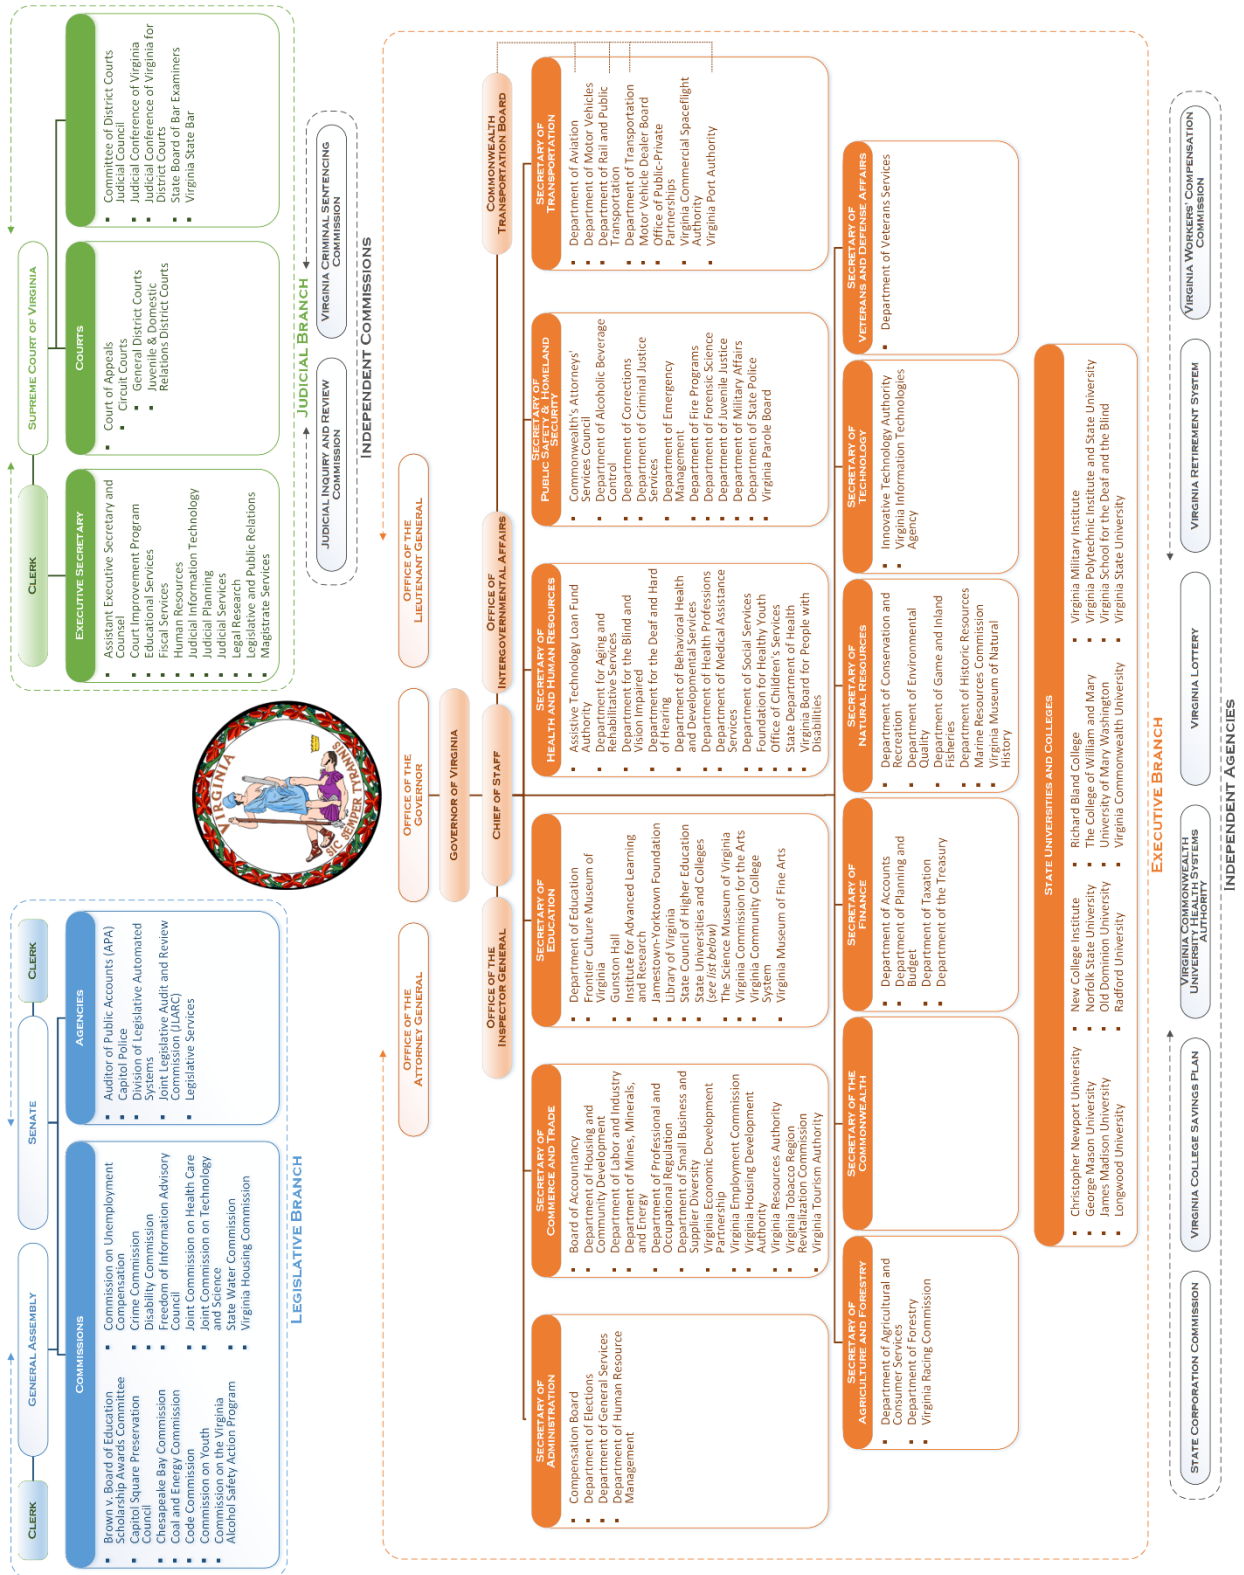 CLERK
GENERAL ASSEMBLY
SENATE
CLERK
COMMISSIONS
Brown v. Board of Education
Scholarship Awards Committee
Capitol Square Preservation
Council
Chesapeake Bay Commission
Coal and Energy Commission
Code Commission
Commission on Youth
Commission on the Virginia
Alcohol Safety Action Program
Commission on Unemployment
Compensation
Crime Commission
Disability Commission
Freedom of Information Advisory
Council
Joint Commission on Health Care
Joint Commission on Technology
and Science
State Water Commission
Virginia Housing Commission
AGENCIES
Auditor of Public Accounts (APA)
Capitol Police
Division of Legislative Automated
Systems
Joint Legislative Audit and Review
Commission (JLARC)
Legislative Services
LEGISLATIVE BRANCH
VIRGINIA
SIC SEMPER TYRANNIS
CLERK
SUPREME COURT OF VIRGINIA
EXECUTIVE SECRETARY
Assistant Executive Secretary and
Counsel
Court Improvement Program
Educational Services
Fiscal Services
Human Resources
Judicial Information Technology
Judicial Planning
Judicial Services
Legal Research
Legislative and Public Relations
Magistrate Services
COURTS
Court of Appeals
Circuit Courts
General District Courts
Juvenile & Domestic
Relations District Courts
Committee of District Courts
Judicial Council
Judicial Conference of Virginia
Judicial Conference of Virginia for
District Courts
State Board of Bar Examiners
Virginia State Bar
JUDICIAL BRANCH
JUDICIAL INQUIRY AND REVIEW
COMMISSION
VIRGINIA CRIMINAL SENTENCING
COMMISSION
INDEPENDENT COMMISSIONS
OFFICE OF THE
ATTORNEY GENERAL
OFFICE OF THE
GOVERNOR
OFFICE OF THE
LIEUTENANT GENERAL
GOVERNOR OF VIRGINIA
OFFICE OF THE
INSPECTOR GENERAL
CHIEF OF STAFF
OFFICE OF
INTERGOVERNMENTAL AFFAIRS
COMMONWEALTH
TRANSPORTATION BOARD
SECRETARY OF
ADMINISTRATION
Compensation Board
Department of Elections
Department of General Services
Department of Human Resource
Management
SECRETARY OF
COMMERCE AND TRADE
Board of Accountancy
Department of Housing and
Community Development
Department of Labor and Industry
Department of Mines, Minerals,
and Energy
Department of Professional and
Occupational Regulation
Department of Small Business and
Supplier Diversity
Virginia Economic Development
Partnership
Virginia Employment Commission
Virginia Housing Development
Authority
Virginia Resources Authority
Virginia Tobacco Region
Revitalization Commission
Virginia Tourism Authority
SECRETARY OF
EDUCATION
Department of Education
Frontier Culture Museum of
Virginia
Gunston Hall
Institute for Advanced Learning
and Research
Jamestown-Yorktown Foundation
Library of Virginia
State Council of Higher Education
State Universities and Colleges
(see list below)
The Science Museum of Virginia
Virginia Commission for the Arts
Virginia Community College
System
Virginia Museum of Fine Arts
SECRETARY OF
HEALTH AND HUMAN RESOURCES
Assistive Technology Loan Fund
Authority
Department for Aging and
Rehabilitative Services
Department for the Blind and
Vision Impaired
Department for the Deaf and Hard
of Hearing
Department of Behavioral Health
and Developmental Services
Department of Health Professions
Department of Medical Assistance
Services
Department of Social Services
Foundation for Healthy Youth
Office of Children's Services
State Department of Health
Virginia Board for People with
Disabilities
SECRETARY OF
PUBLIC SAFETY & HOMELAND
SECURITY
Commonwealth's Attorneys'
Services Council
Department of Alcoholic Beverage
Control
Department of Corrections
Department of Criminal Justice
Services
Department of Emergency
Management
Department of Fire Programs
Department of Forensic Science
Department of Juvenile Justice
Department of Military Affairs
Department of State Police
Virginia Parole Board
SECRETARY OF
TRANSPORTATION
Department of Aviation
Department of Motor Vehicles
Department of Rail and Public
Transportation
Department of Transportation
Motor Vehicle Dealer Board
Office of Public-Private
Partnerships
Virginia Commercial Spaceflight
Authority
Virginia Port Authority
SECRETARY OF
AGRICULTURE AND FORESTRY
Department of Agricultural and
Consumer Services
Department of Forestry
Virginia Racing Commission
SECRETARY OF THE
COMMONWEALTH
SECRETARY OF
FINANCE
Department of Accounts
Department of Planning and
Budget
Department of Taxation
Department of the Treasury
SECRETARY OF
NATURAL RESOURCES
Department of Conservation and
Recreation
Department of Environmental
Quality
Department of Game and Inland
Fisheries
Department of Historic Resources
Marine Resources Commission
Virginia Museum of Natural
History
SECRETARY OF
TECHNOLOGY
Innovative Technology Authority
Virginia Information Technologies
Agency
SECRETARY OF
VETERANS AND DEFENSE AFFAIRS
Department of Veterans Services
STATE UNIVERSITIES AND COLLEGES
Christopher Newport University
George Mason University
James Madison University
Longwood University
New College Institute
Norfolk State University
Old Dominion University
Radford University
Richard Bland College
The College of William and Mary
University of Mary Washington
Virginia Commonwealth University
Virginia Military Institute
Virginia Polytechnic Institute and State University
Virginia School for the Deaf and the Blind
Virginia State University
EXECUTIVE BRANCH
STATE CORPORATION COMMISSION
VIRGINIA COLLEGE SAVINGS PLAN
VIRGINIA COMMONWEALTH
UNIVERSITY HEALTH SYSTEMS
AUTHORITY
VIRGINIA LOTTERY
VIRGINIA RETIREMENT SYSTEM
VIRGINIA WORKERS' COMPENSATION
COMMISSION
INDEPENDENT AGENCIES